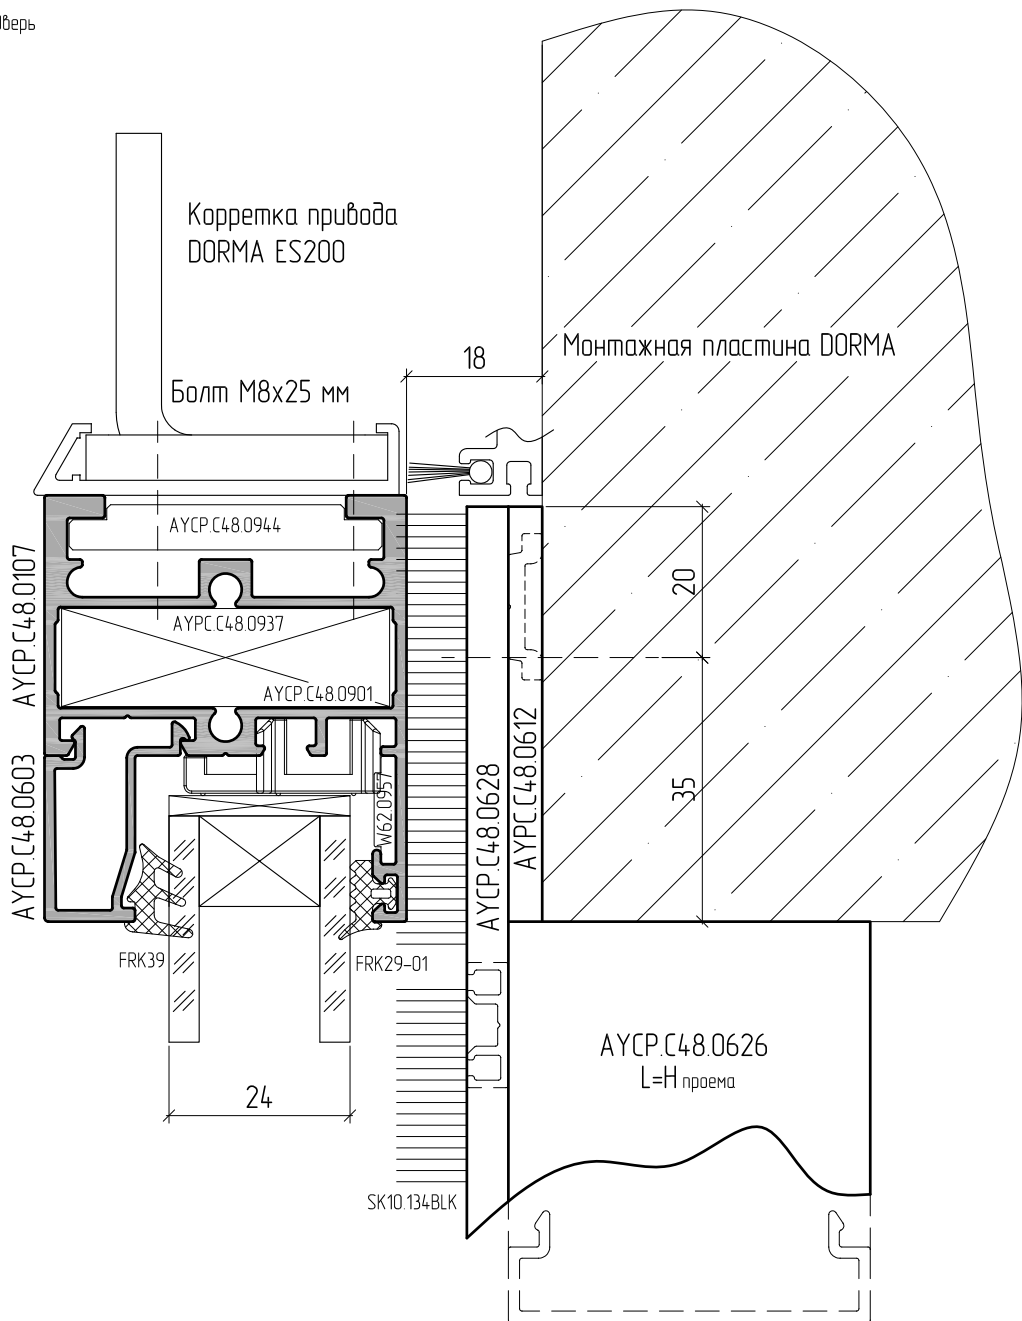 Корретка привода
DORMA ES200
Монтажная пластина DORMA
18
Болт М8х25 мм
AYCP.C48.0944
AYCP.C48.0107
20
AYPC.C48.0937
AYCP.C48.0901
AYCP.C48.0603
W62.0957
AYCP.C48.0628
AYPC.C48.0612
35
FRK39
FRK29-01
AYCP.C48.0626
L=H проема
24
SK10.134BLK